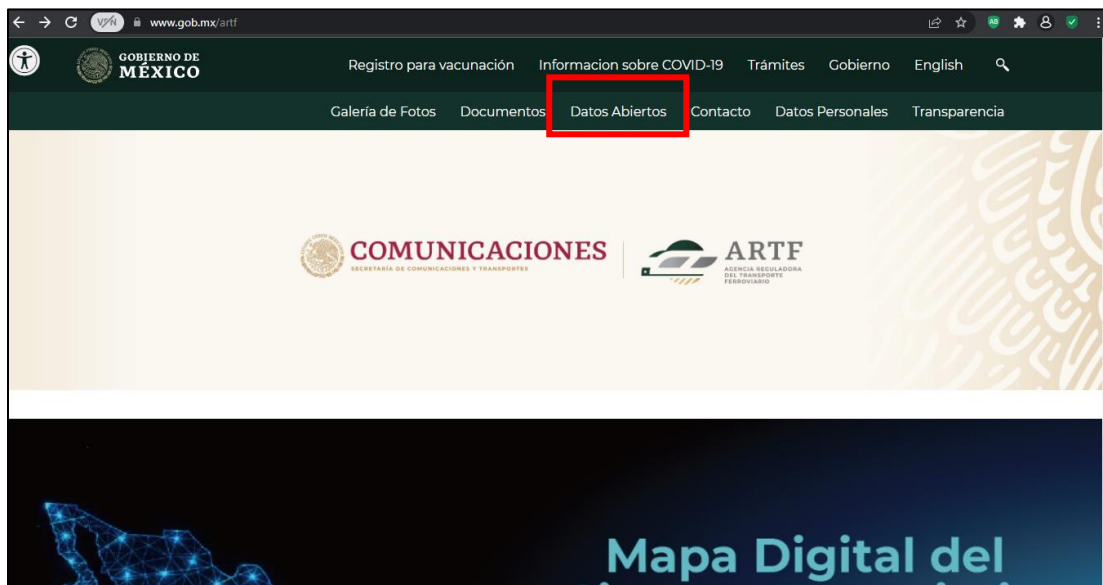 VPN www.gob.mx/artf
GOBIERNO DE
MÉXICO
Registro para vacunación Informacion sobre COVID-19 Trámites Gobierno English
Galería de Fotos Documentos Datos Abiertos Contacto Datos Personales Transparencia
COMUNICACIONES
SECRETARÍA DE COMUNICACIONES Y TRANSPORTES
ARTF
AGENCIA REGULADORA
DEL TRANSPORTE
FERROVIARIO
Mapa Digital del